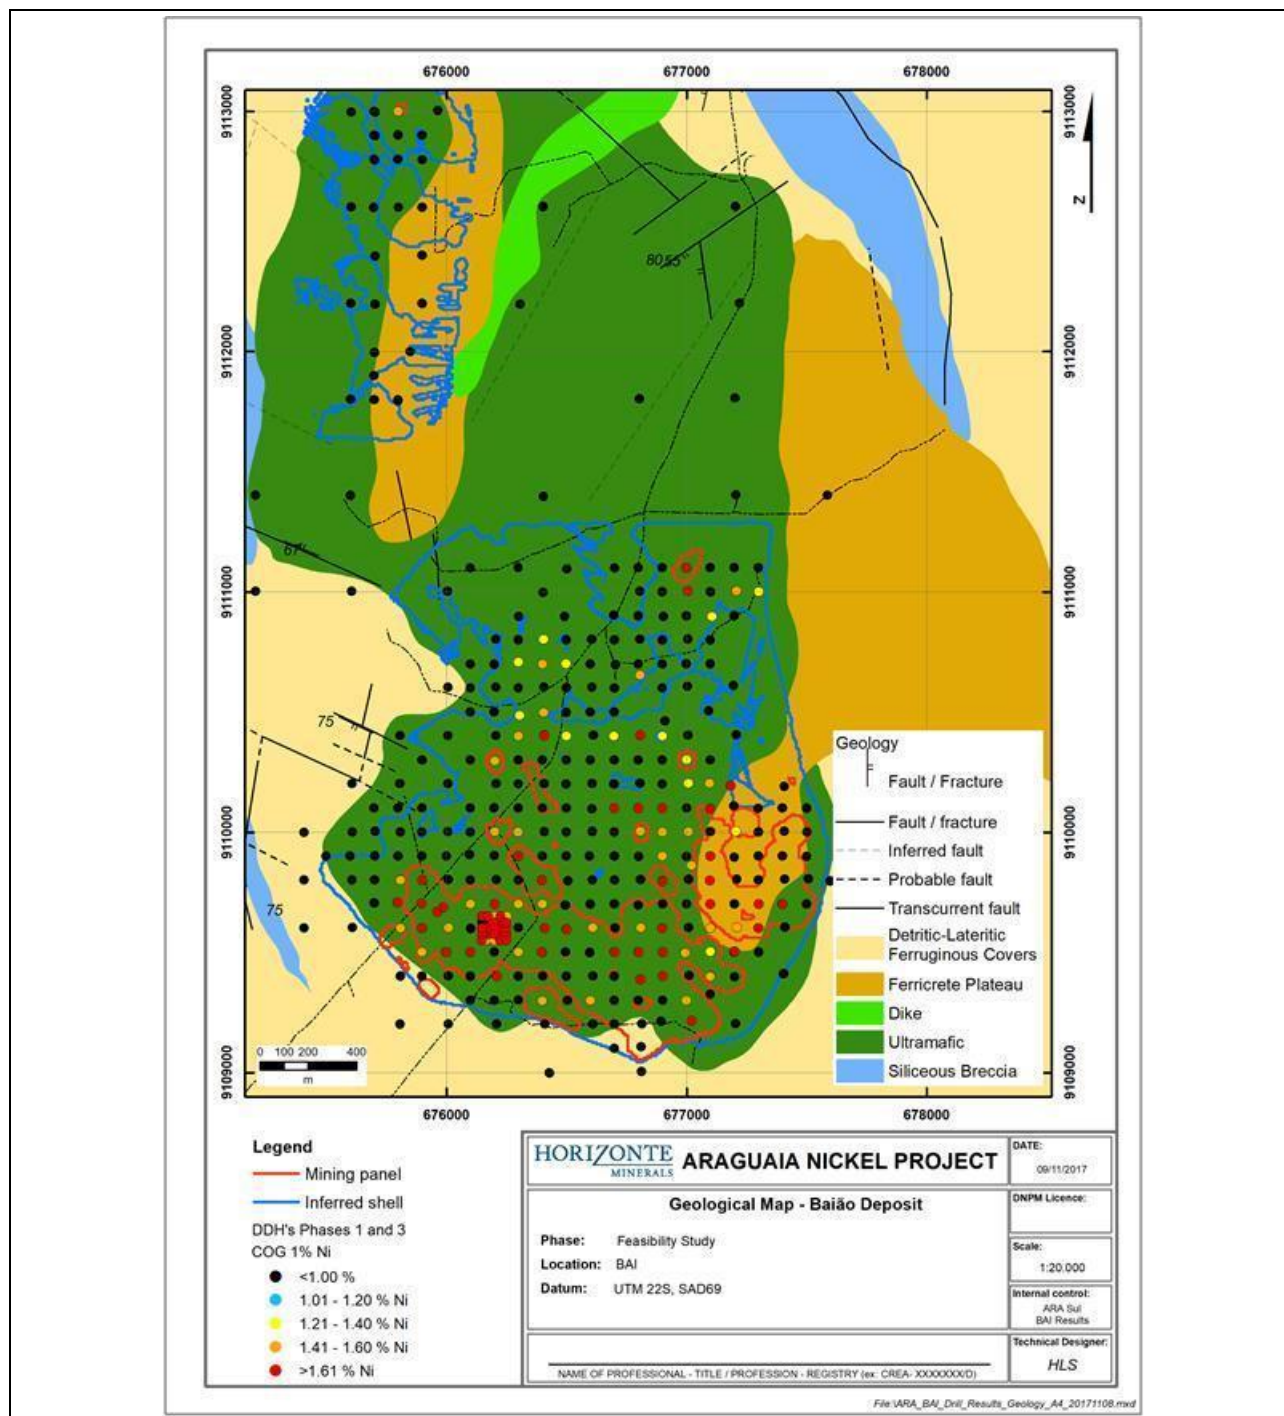 676000 677000 678000
9113000 9113000
N
8055°
9112000 9112000
67°
9111000 9111000
75
Geology
Fault / Fracture
9110000 9110000
Fault / fracture
Inferred fault
Probable fault
75
Transcurrent fault
Detritic-Lateritic
Ferruginous Covers
Ferricrete Plateau
Dike
Ultramafic
0 100 200 400
m
Siliceous Breccia
9109000 9109000
676000 677000 678000
Legend
Mining panel
Inferred shell
DDH's Phases 1 and 3
COG 1% Ni
<1.00 %
1.01 - 1.20 % Ni
1.21 - 1.40 % Ni
1.41 - 1.60 % Ni
>1.61 % Ni
HORIZONTE
MINERALS
ARAGUAIA NICKEL PROJECT
DATE:
09/11/2017
Geological Map - Baião Deposit
DNPM Licence:
Phase: Feasibility Study
Location: BAI
Datum: UTM 22S, SAD69
Scale:
1:20.000
Internal control:
ARA Sul
BAI Results
Technical Designer:
HLS
NAME OF PROFESSIONAL - TITLE / PROFESSION - REGISTRY (ex: CREA- XXXXXXX/D)
File:\ARA_BAI_Drill_Results_Geology_A4_20171108.mxd